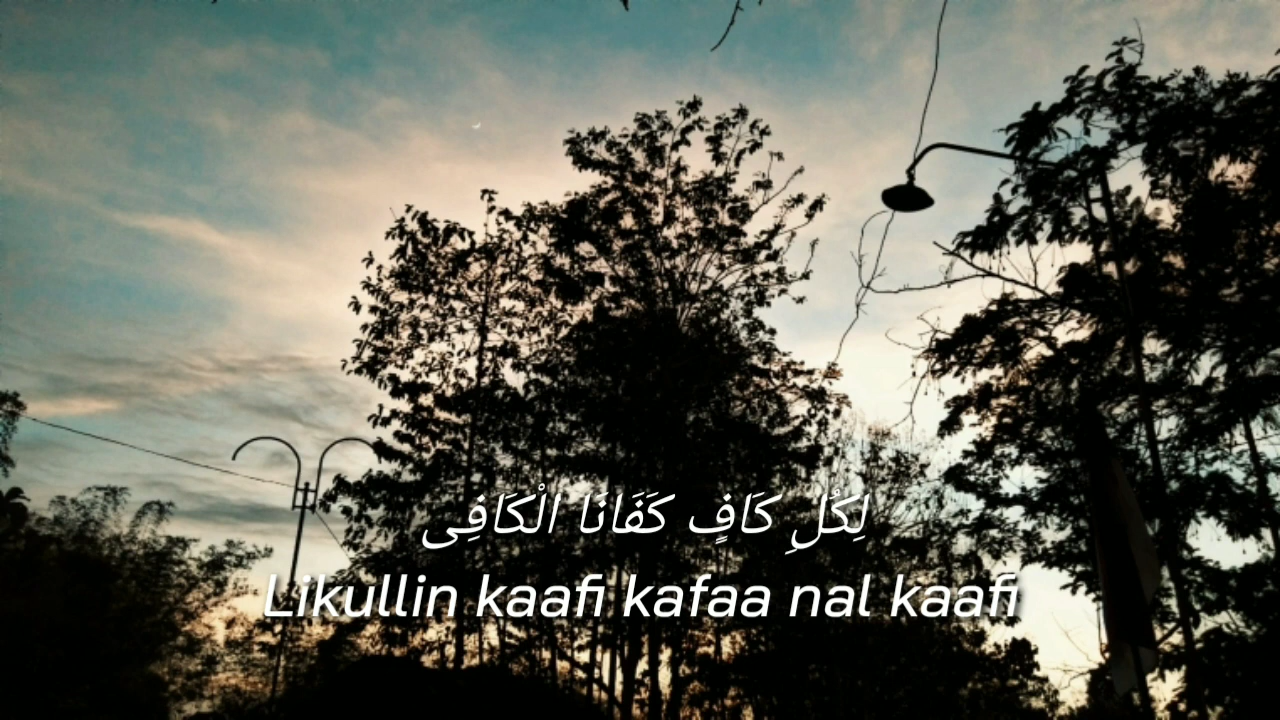 لِكُلِ كَافٍ كَفَانَا الْكَافِى
Likullin kaafi kafaa nal kaafi